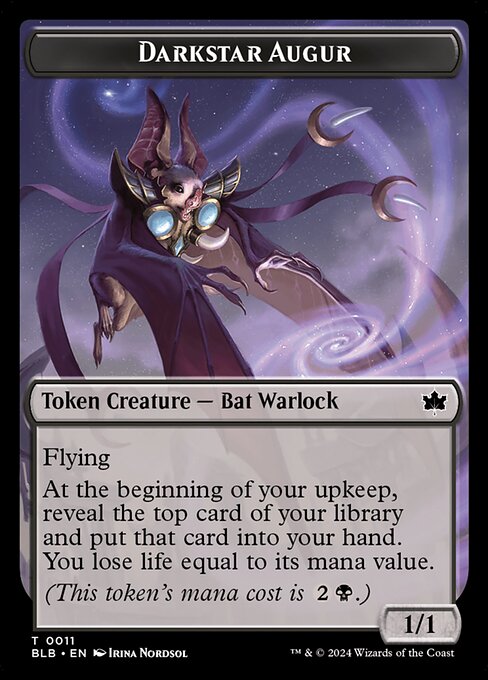 Darkstar Augur
Token Creature — Bat Warlock
Flying
At the beginning of your upkeep,
reveal the top card of your library
and put that card into your hand.
You lose life equal to its mana value.
(This token's mana cost is 2.)
1/1
T 0011
BLB • EN Irina Nordsol
™ & © 2024 Wizards of the Coast